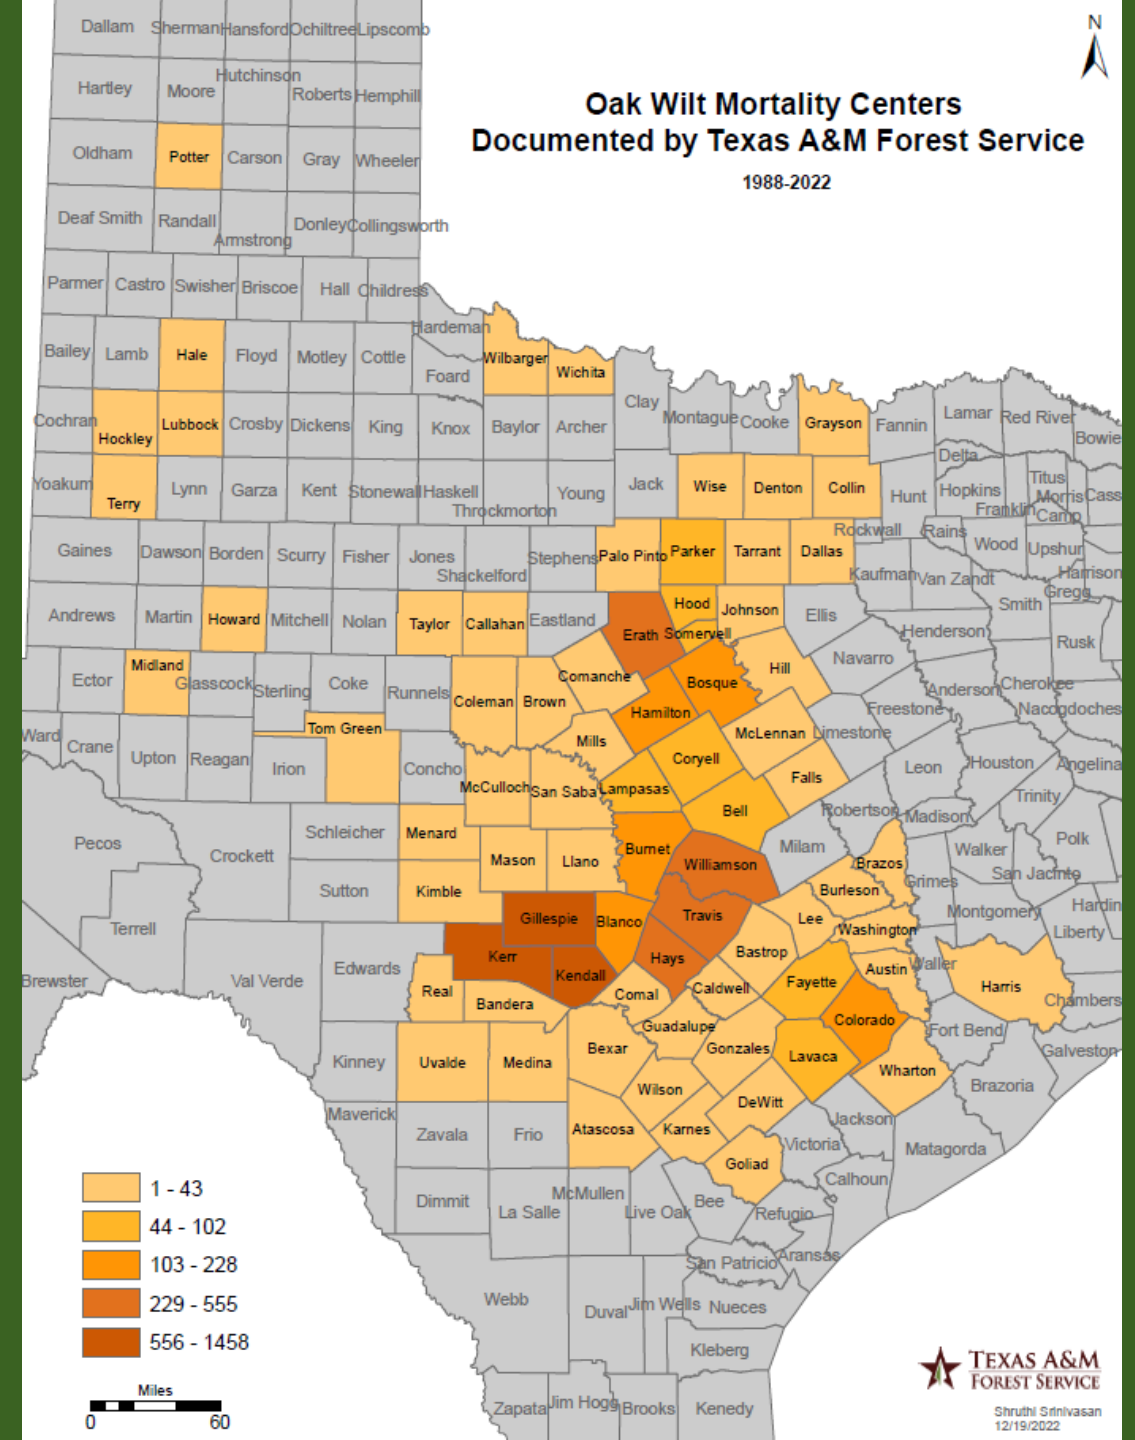 N
Oak Wilt Mortality Centers
Documented by Texas A&M Forest Service
1988-2022
Dallam Sherman Hansford Ochiltree Lipscomb
Hartley Moore Hutchinson Roberts Hemphill
Oldham Potter Carson Gray Wheeler
Deaf Smith Randall Armstrong Donley Collingsworth
Parmer Castro Swisher Briscoe Hall Childress
Bailey Lamb Hale Floyd Motley Cottle Foard Hardeman Wilbarger Wichita
Cochran Hockley Lubbock Crosby Dickens King Knox Baylor Archer Clay Montague Cooke Grayson Fannin Lamar Red River Bowie
Yoakum Terry Lynn Garza Kent Stonewall Haskell Throckmorton Young Jack Wise Denton Collin Hunt Delta Hopkins Franklin Titus Morris Camp Cass
Gaines Dawson Borden Scurry Fisher Jones Shackelford Stephens Palo Pinto Parker Tarrant Dallas Rockwall Kaufman Rains Van Zandt Wood Upshur Harrison Gregg
Andrews Martin Howard Mitchell Nolan Taylor Callahan Eastland Erath Hood Somervell Johnson Ellis Henderson Smith Rusk
Ector Midland Glasscock Sterling Coke Runnels Coleman Brown Comanche Hamilton Bosque Hill Navarro Freestone Anderson Cherokee Nacogdoches
Ward Crane Upton Reagan Irion Tom Green Concho McCulloch San Saba Mills Lampasas Coryell McLennan Limestone Falls Leon Houston Angelina Trinity
Pecos Crockett Schleicher Menard Mason Llano Burnet Bell Williamson Milam Robertson Madison Brazos Walker Polk San Jacinto
Terrell Sutton Kimble Gillespie Blanco Travis Lee Burleson Washington Grimes Montgomery Hardin Liberty
Brewster Val Verde Edwards Kerr Kendall Hays Bastrop Fayette Austin Waller Harris Chambers
Real Bandera Comal Caldwell Guadalupe Colorado Fort Bend Galveston
Kinney Uvalde Medina Bexar Wilson Gonzales Lavaca Wharton Brazoria
Maverick Zavala Frio Atascosa Karnes DeWitt Jackson Matagorda
Dimmit La Salle McMullen Live Oak Bee Goliad Victoria Calhoun Refugio
Webb Duval Jim Wells San Patricio Aransas Nueces
Kleberg
Zapata Jim Hogg Brooks Kenedy
1 - 43
44 - 102
103 - 228
229 - 555
556 - 1458
Miles
0 60
TEXAS A&M
FOREST SERVICE
Shruthi Srinivasan
12/19/2022